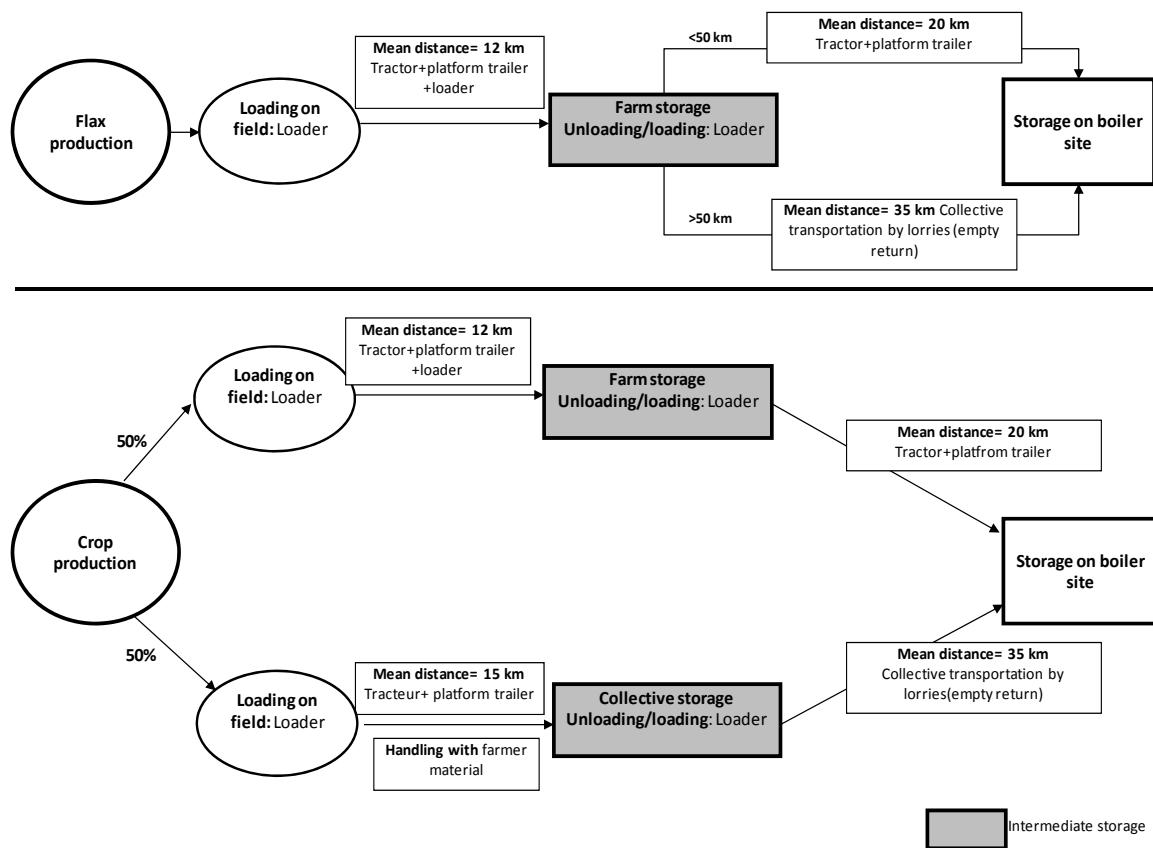 Flax
production
Loading on
field: Loader
Mean distance= 12 km
Tractor+platform trailer
+loader
Farm storage
Unloading/loading: Loader
<50 km
Mean distance= 20 km
Tractor+platform trailer
>50 km
Mean distance= 35 km Collective
transportation by lorries (empty
return)
Storage on boiler
site
Crop
production
50%
Loading on
field: Loader
Mean distance= 12 km
Tractor+platform trailer
+loader
Farm storage
Unloading/loading: Loader
Mean distance= 20 km
Tractor+platfrom trailer
50%
Loading on
field: Loader
Mean distance= 15 km
Tracteur+ platform trailer
Handling with farmer
material
Collective storage
Unloading/loading: Loader
Mean distance= 35 km
Collective transportation by
lorries(empty return)
Storage on boiler
site
Intermediate storage